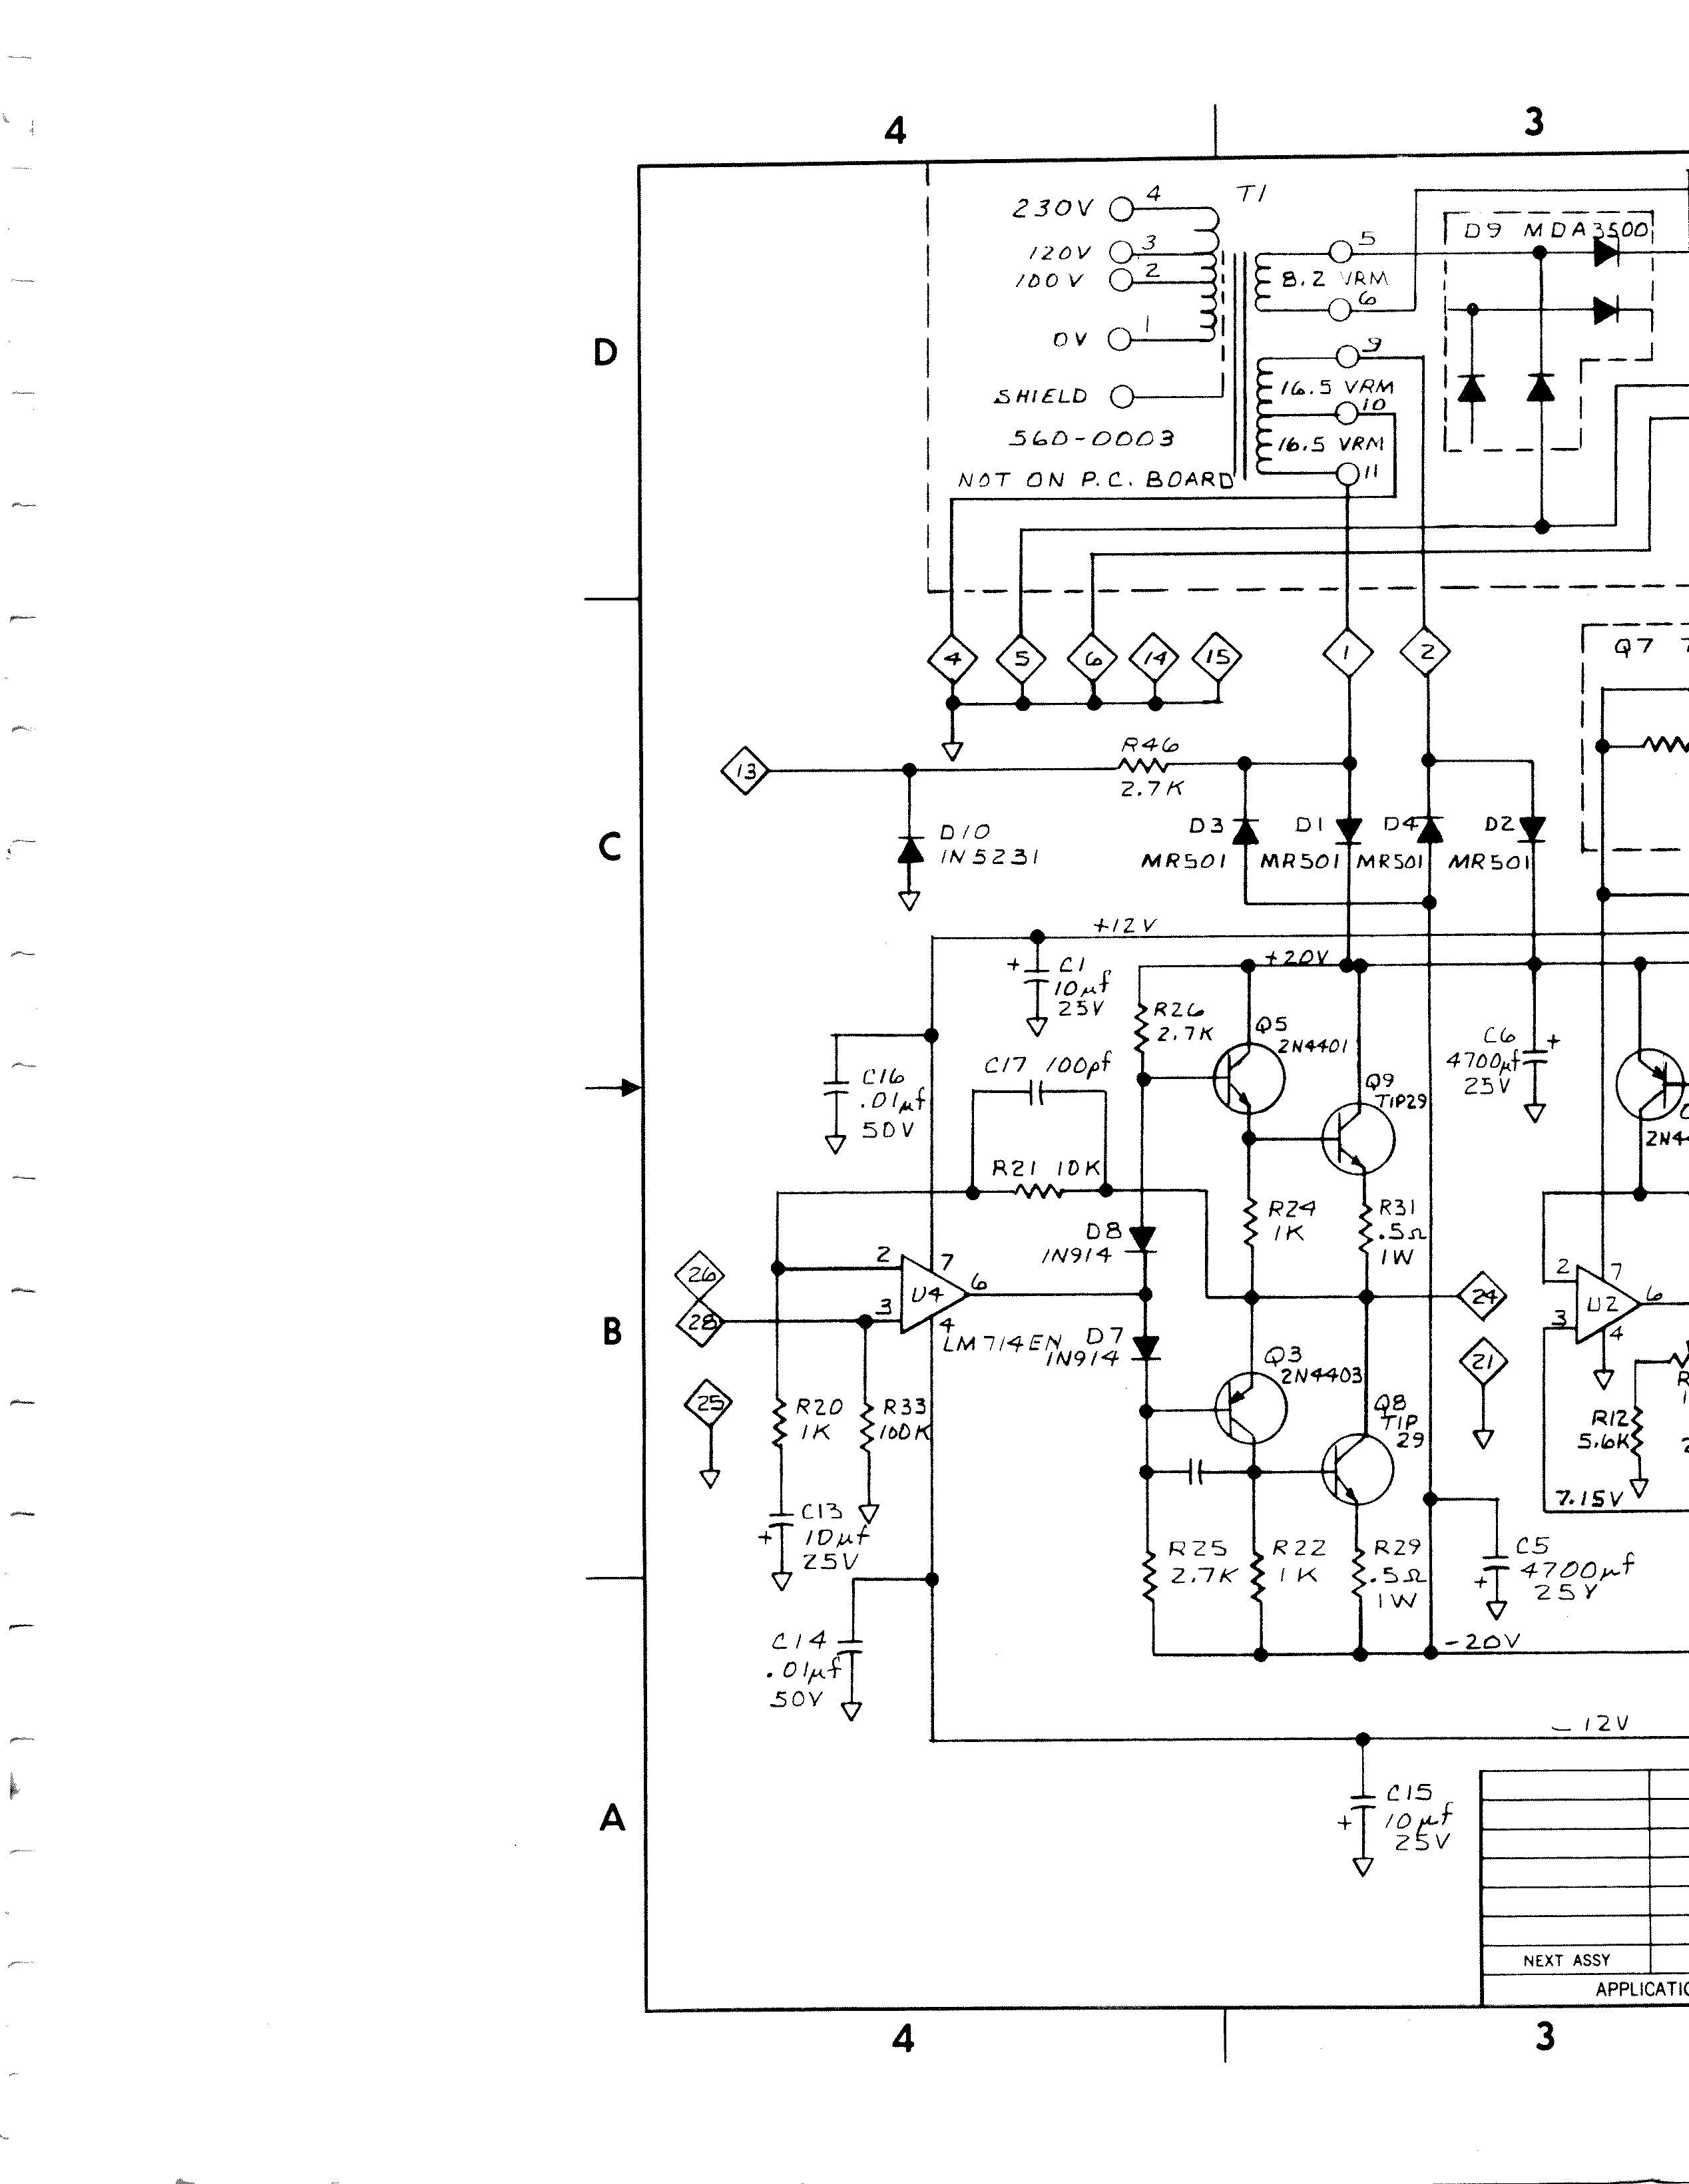 4
3
D
C
B
A
230V
4
T1
120V
3
100V
2
0V
1
SHIELD
560-0003
NOT ON P.C. BOARD
5
8.2 VRM
6
9
16.5 VRM
10
16.5 VRM
11
D9 MDA3500
4
5
6
14
15
1
2
Q7
13
R46
2.7K
D10
1N5231
D3
MR501
D1
MR501
D4
MR501
D2
MR501
+12V
+20V
+
C1
10µf
25V
R26
2.7K
Q5
2N4401
C6
4700µf
25V
+
C16
.01µf
50V
C17 100pf
Q9
TIP29
2N4
R21 10K
R24
1K
R31
.5Ω
1W
D8
1N914
26
28
25
2
3
7
6
4
U4
LM714EN
D7
1N914
24
21
2
3
7
6
4
U2
Q3
2N4403
Q8
TIP
29
R20
1K
R33
100K
R12
5.6K
7.15V
C13
10µf
25V
+
R25
2.7K
R22
1K
R29
.5Ω
1W
C5
4700µf
25V
+
C14
.01µf
50V
-20V
-12V
C15
10µf
25V
+
NEXT ASSY
APPLICATIO
4
3